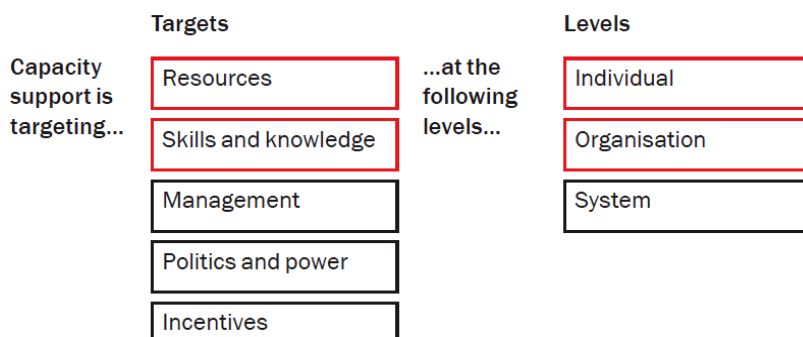 Targets
Levels
Capacity
support is
targeting...
Resources
Skills and knowledge
Management
Politics and power
Incentives
...at the
following
levels...
Individual
Organisation
System